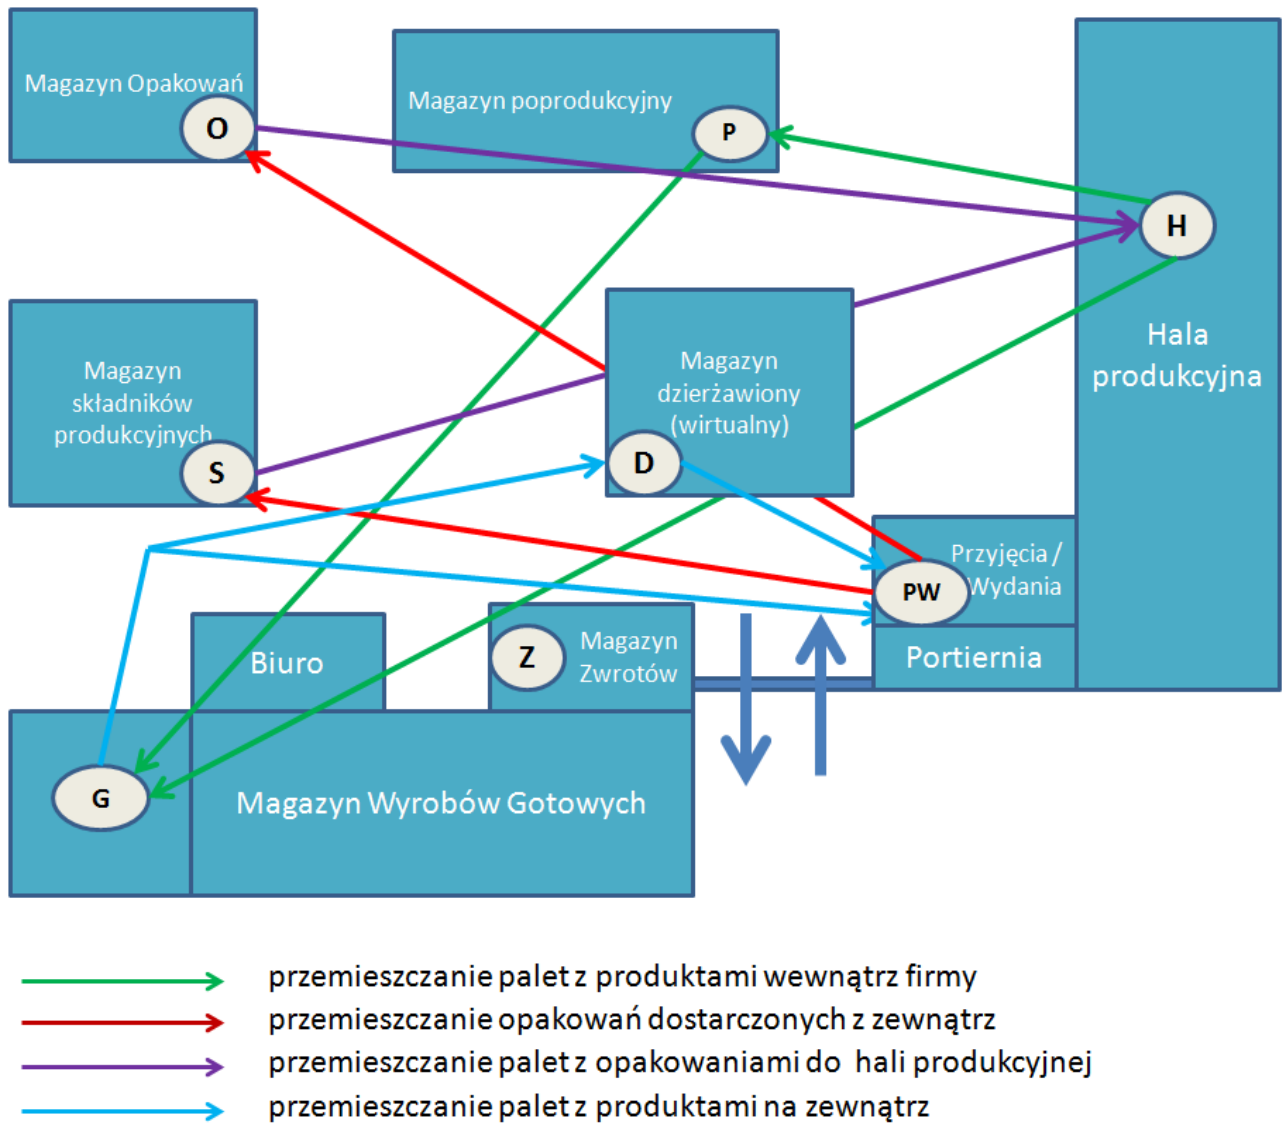 Magazyn Opakowań
O
Magazyn poprodukcyjny
P
H
Hala
produkcyjna
Magazyn
składników
produkcyjnych
S
Magazyn
dzierżawiony
(wirtualny)
D
Przyjęcia /
Wydania
PW
Portiernia
Biuro
Z
Magazyn
Zwrotów
G
Magazyn Wyrobów Gotowych
przemieszczanie palet z produktami wewnątrz firmy
przemieszczanie opakowań dostarczonych z zewnątrz
przemieszczanie palet z opakowaniami do hali produkcyjnej
przemieszczanie palet z produktami na zewnątrz